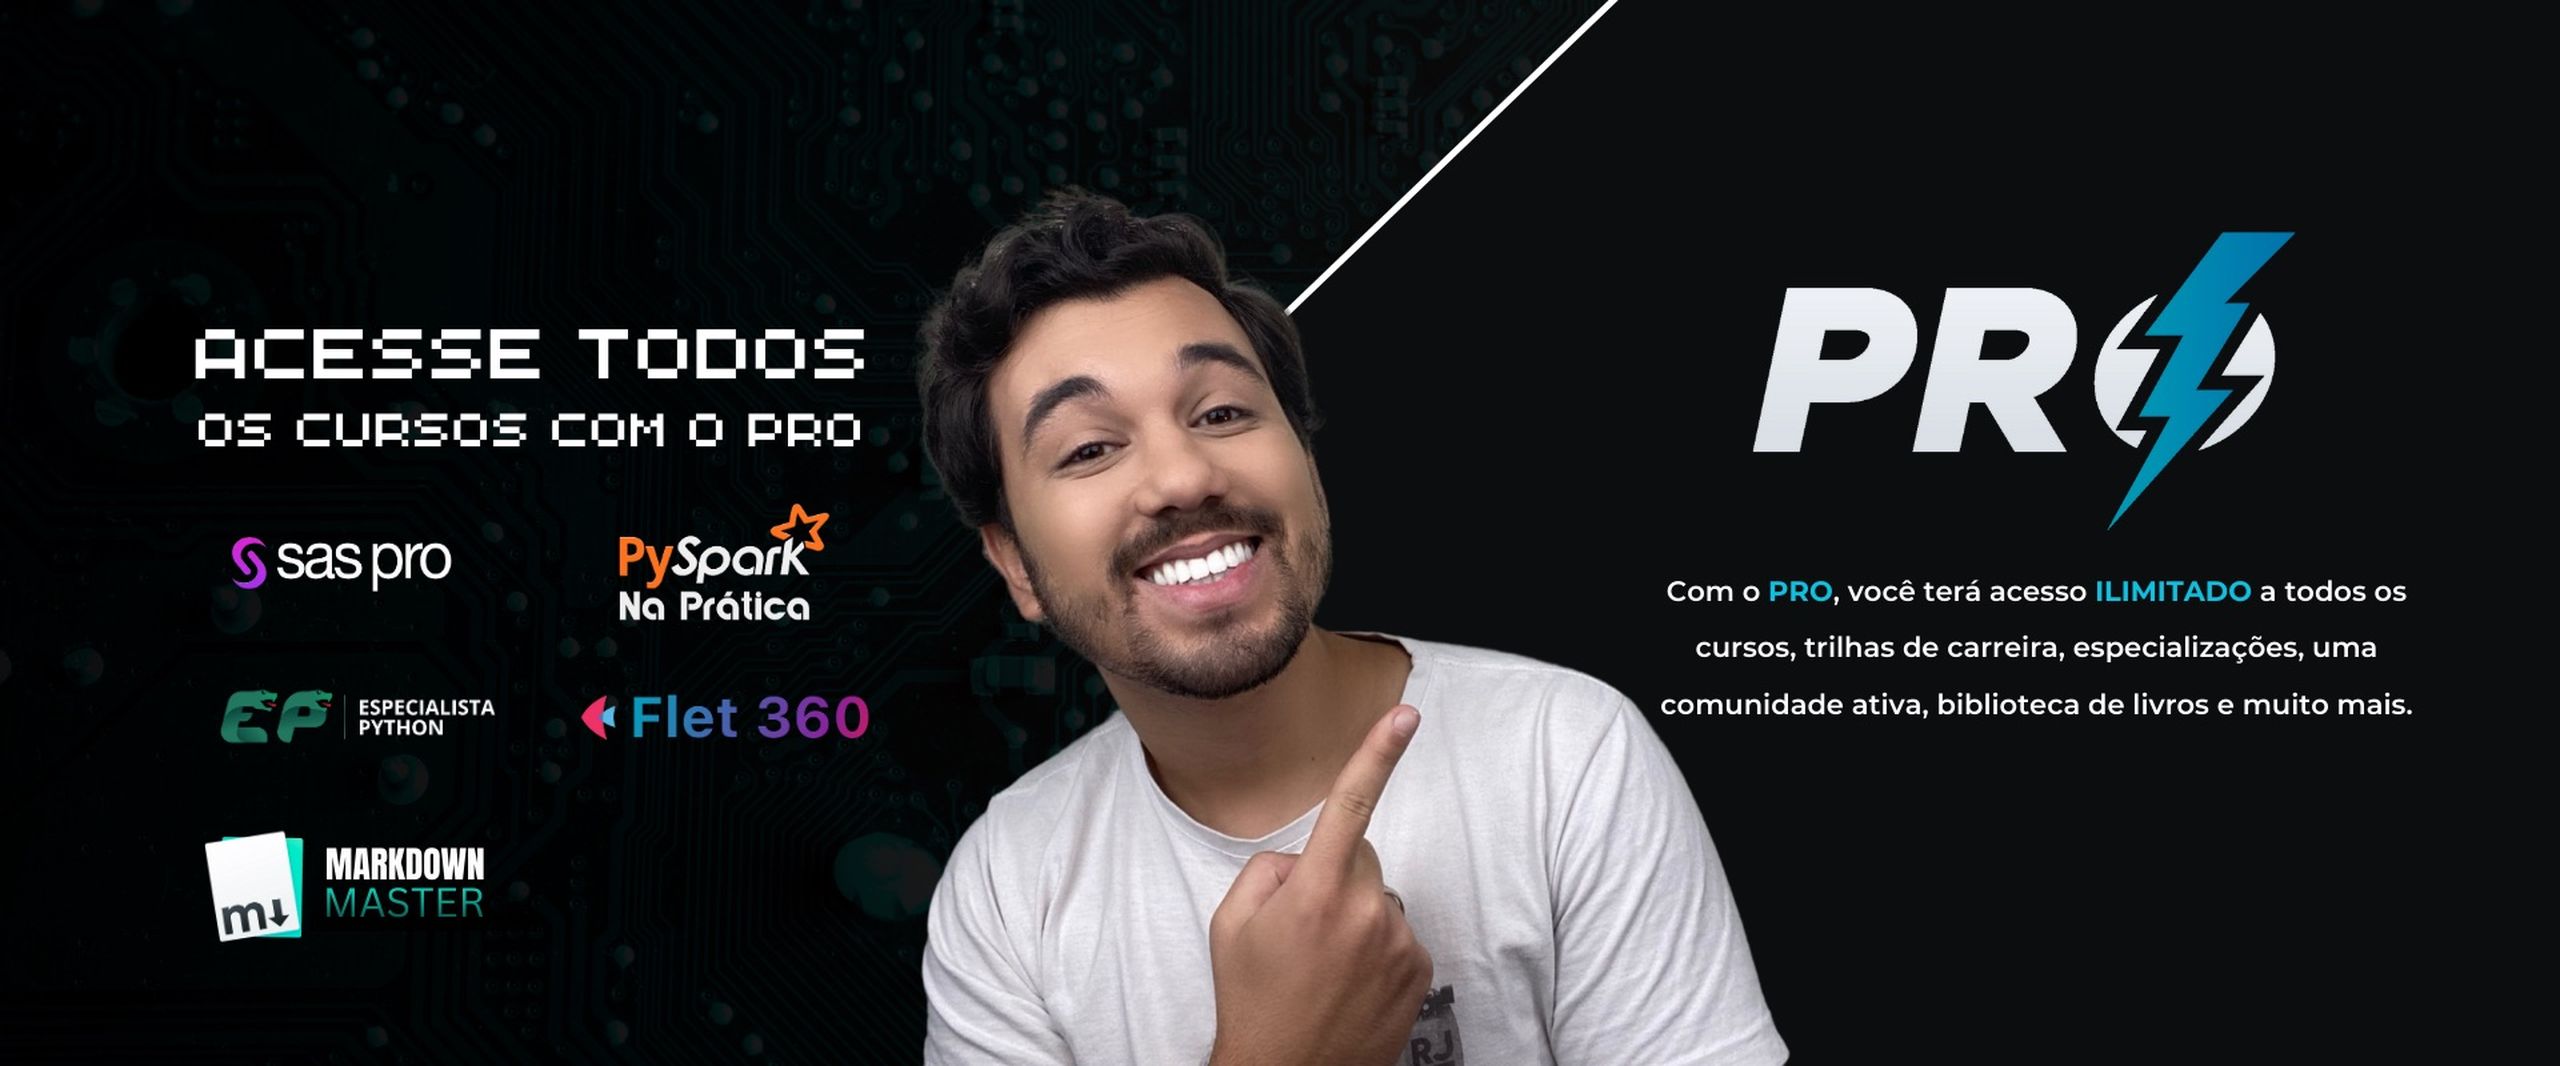 ACESSE TODOS
OS CURSOS COM O PRO
sas pro
PySpark
Na Prática
EP ESPECIALISTA
PYTHON
Flet 360
m
MARKDOWN
MASTER
RJ
PRO
Com o PRO, você terá acesso ILIMITADO a todos os
cursos, trilhas de carreira, especializações, uma
comunidade ativa, biblioteca de livros e muito mais.